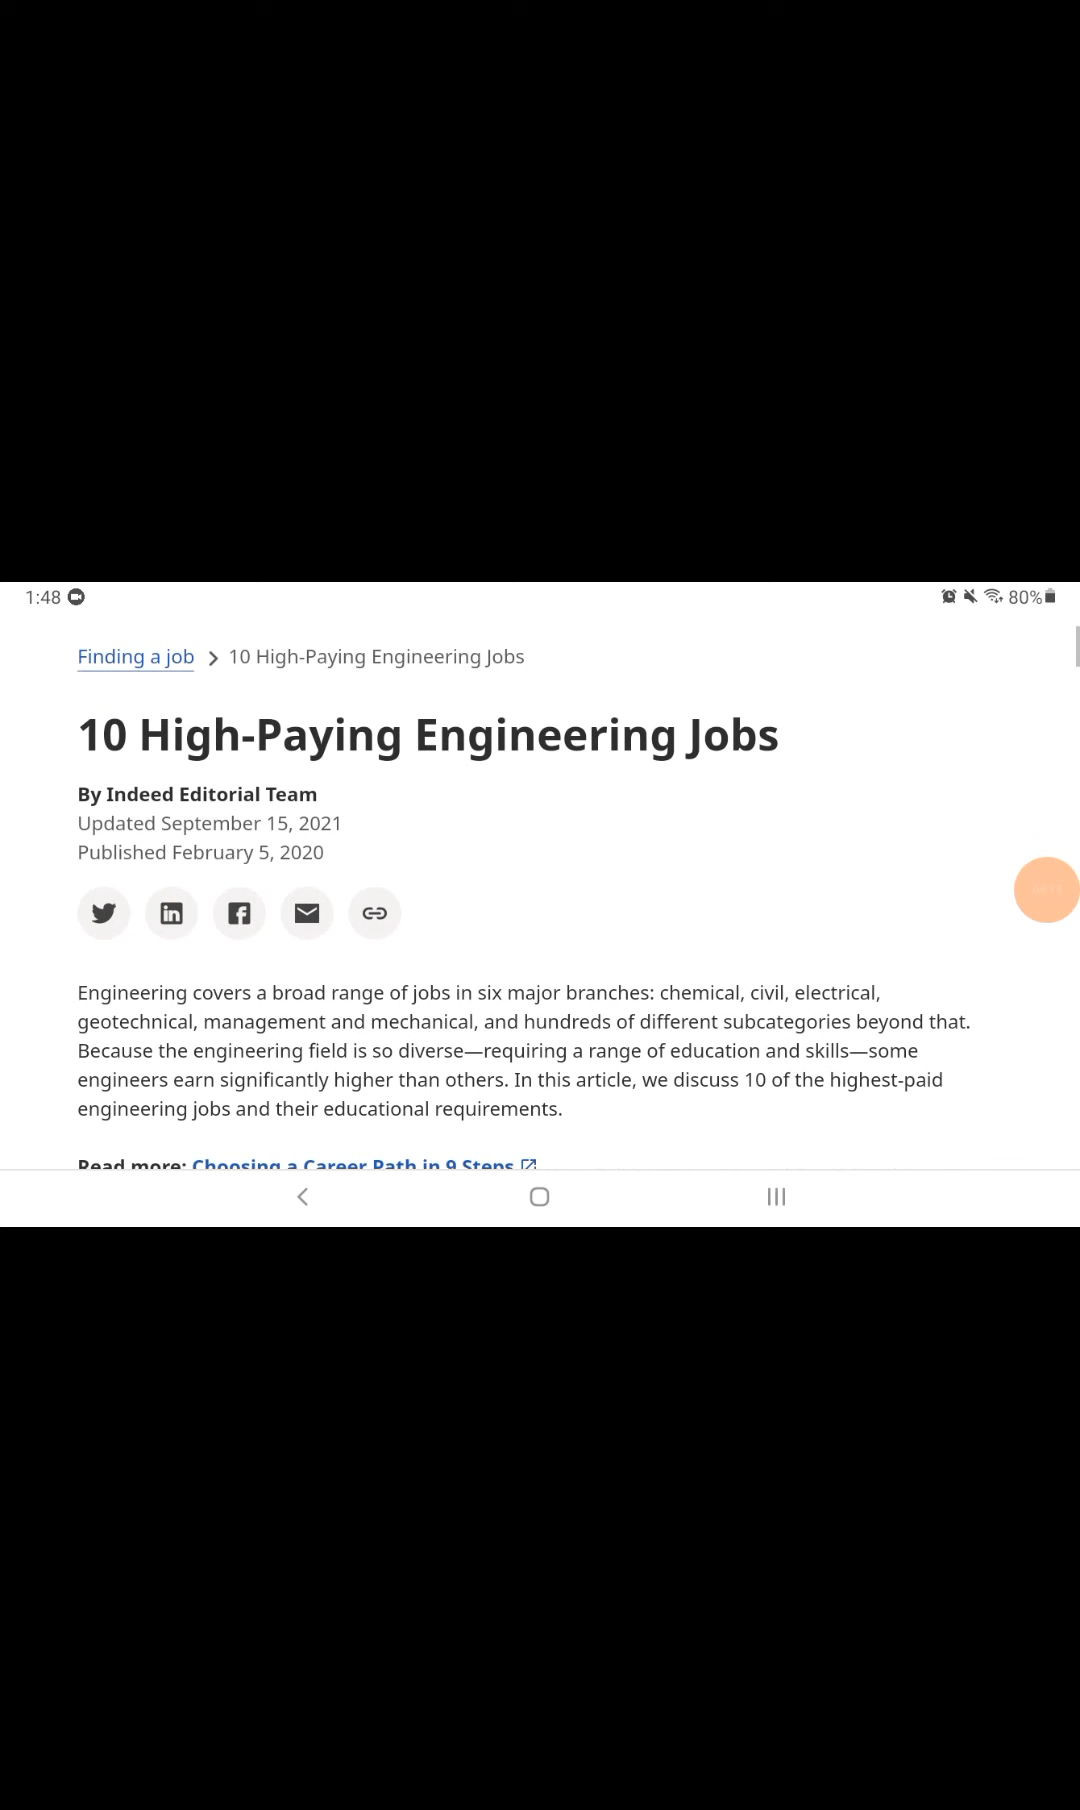 1:48
80%
Finding a job > 10 High-Paying Engineering Jobs
10 High-Paying Engineering Jobs
By Indeed Editorial Team
Updated September 15, 2021
Published February 5, 2020
Engineering covers a broad range of jobs in six major branches: chemical, civil, electrical,
geotechnical, management and mechanical, and hundreds of different subcategories beyond that.
Because the engineering field is so diverse—requiring a range of education and skills—some
engineers earn significantly higher than others. In this article, we discuss 10 of the highest-paid
engineering jobs and their educational requirements.
Read more: Choosing a Career Path in 9 Steps